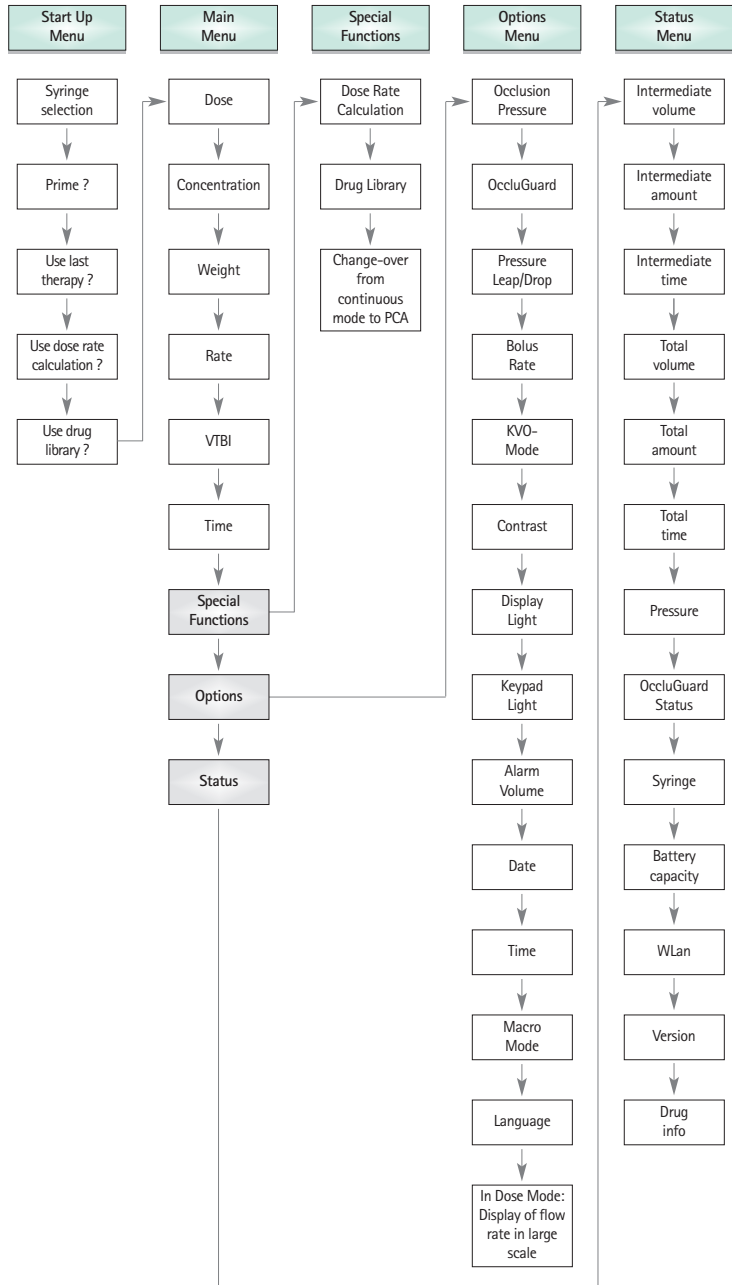 Start Up
Menu
Main
Menu
Special
Functions
Options
Menu
Status
Menu
Syringe
selection
Prime ?
Use last
therapy ?
Use dose rate
calculation ?
Use drug
library ?
Dose
Concentration
Weight
Rate
VTBI
Time
Special
Functions
Options
Status
Dose Rate
Calculation
Drug Library
Change-over
from
continuous
mode to PCA
Occlusion
Pressure
OccluGuard
Pressure
Leap/Drop
Bolus
Rate
KVO-
Mode
Contrast
Display
Light
Keypad
Light
Alarm
Volume
Date
Time
Macro
Mode
Language
In Dose Mode:
Display of flow
rate in large
scale
Intermediate
volume
Intermediate
amount
Intermediate
time
Total
volume
Total
amount
Total
time
Pressure
OccluGuard
Status
Syringe
Battery
capacity
WLan
Version
Drug
info